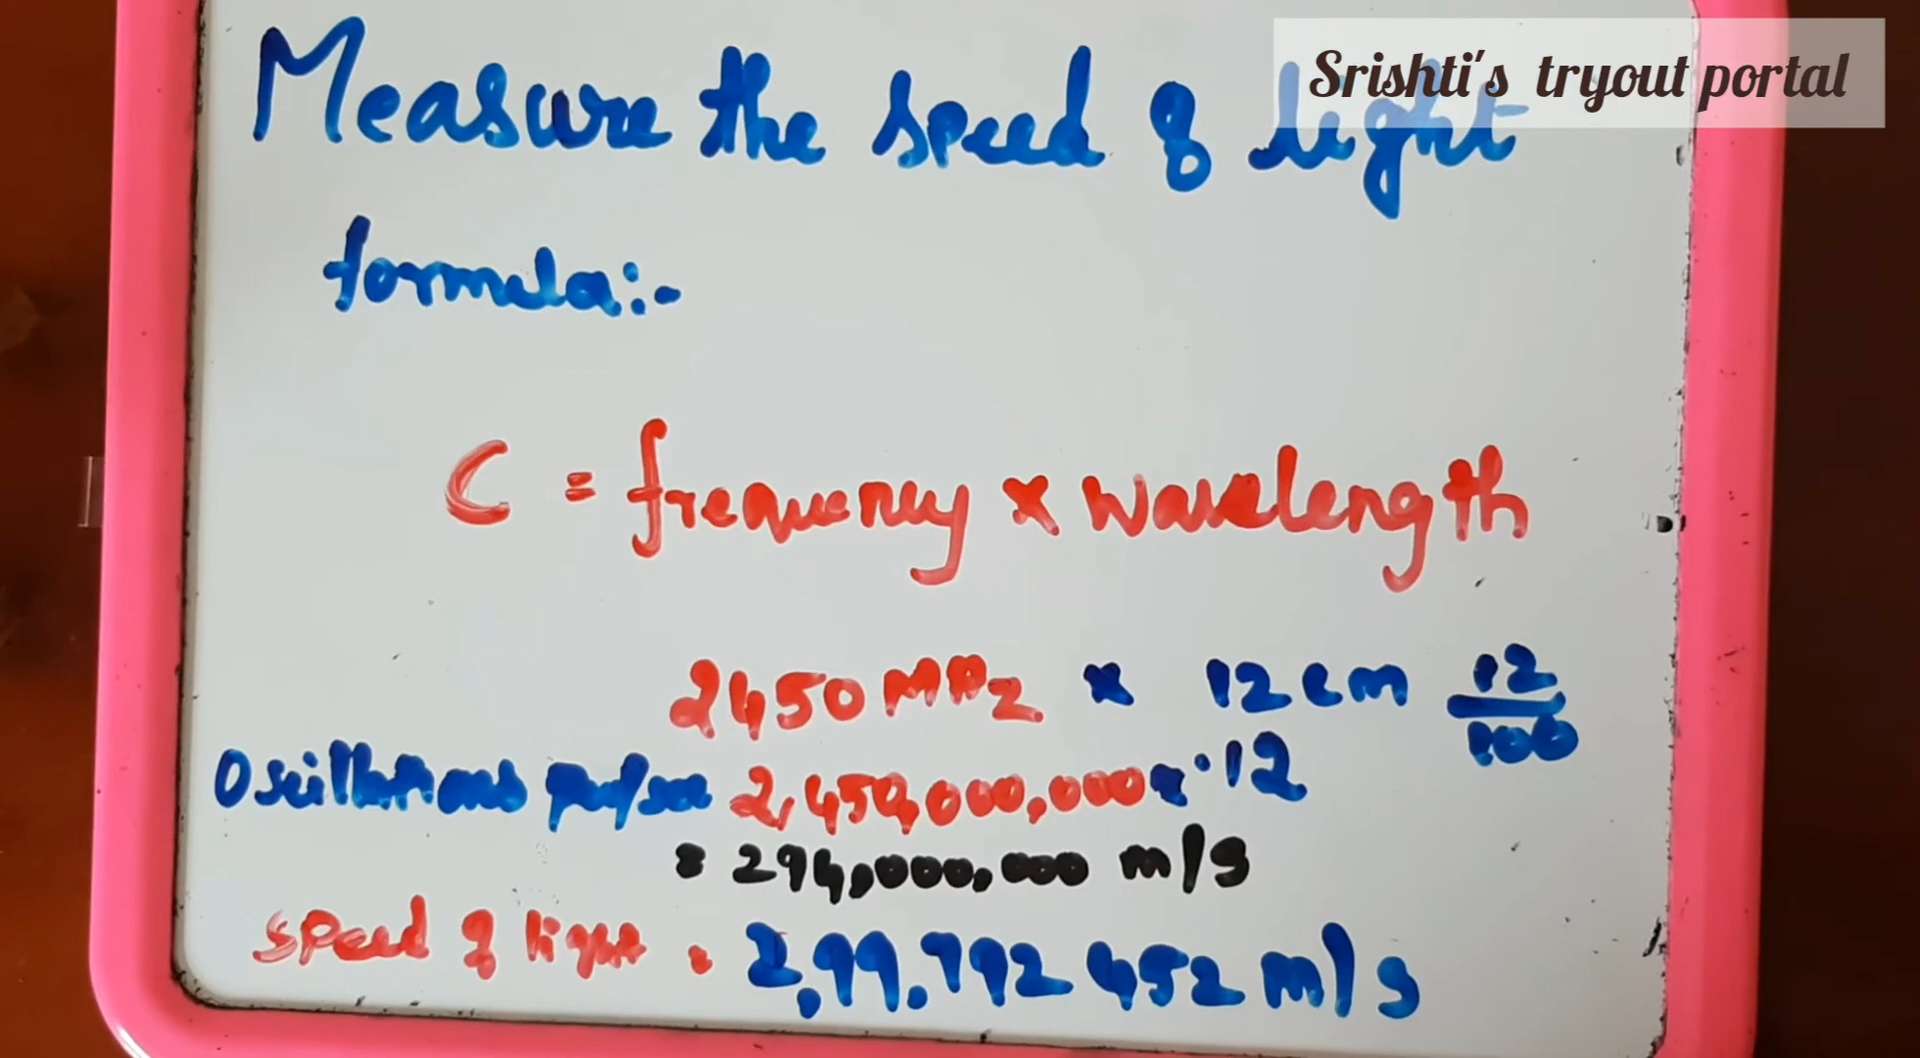 Srishti's tryout portal
Measure the speed of light
formula:-
C = frequency x wavelength
2450 MHz x 12 cm 12/100
Oscillations per/sec 2,450,000,000 x .12
= 294,000,000 m/s
speed of light = 2,99,792 452 m/s